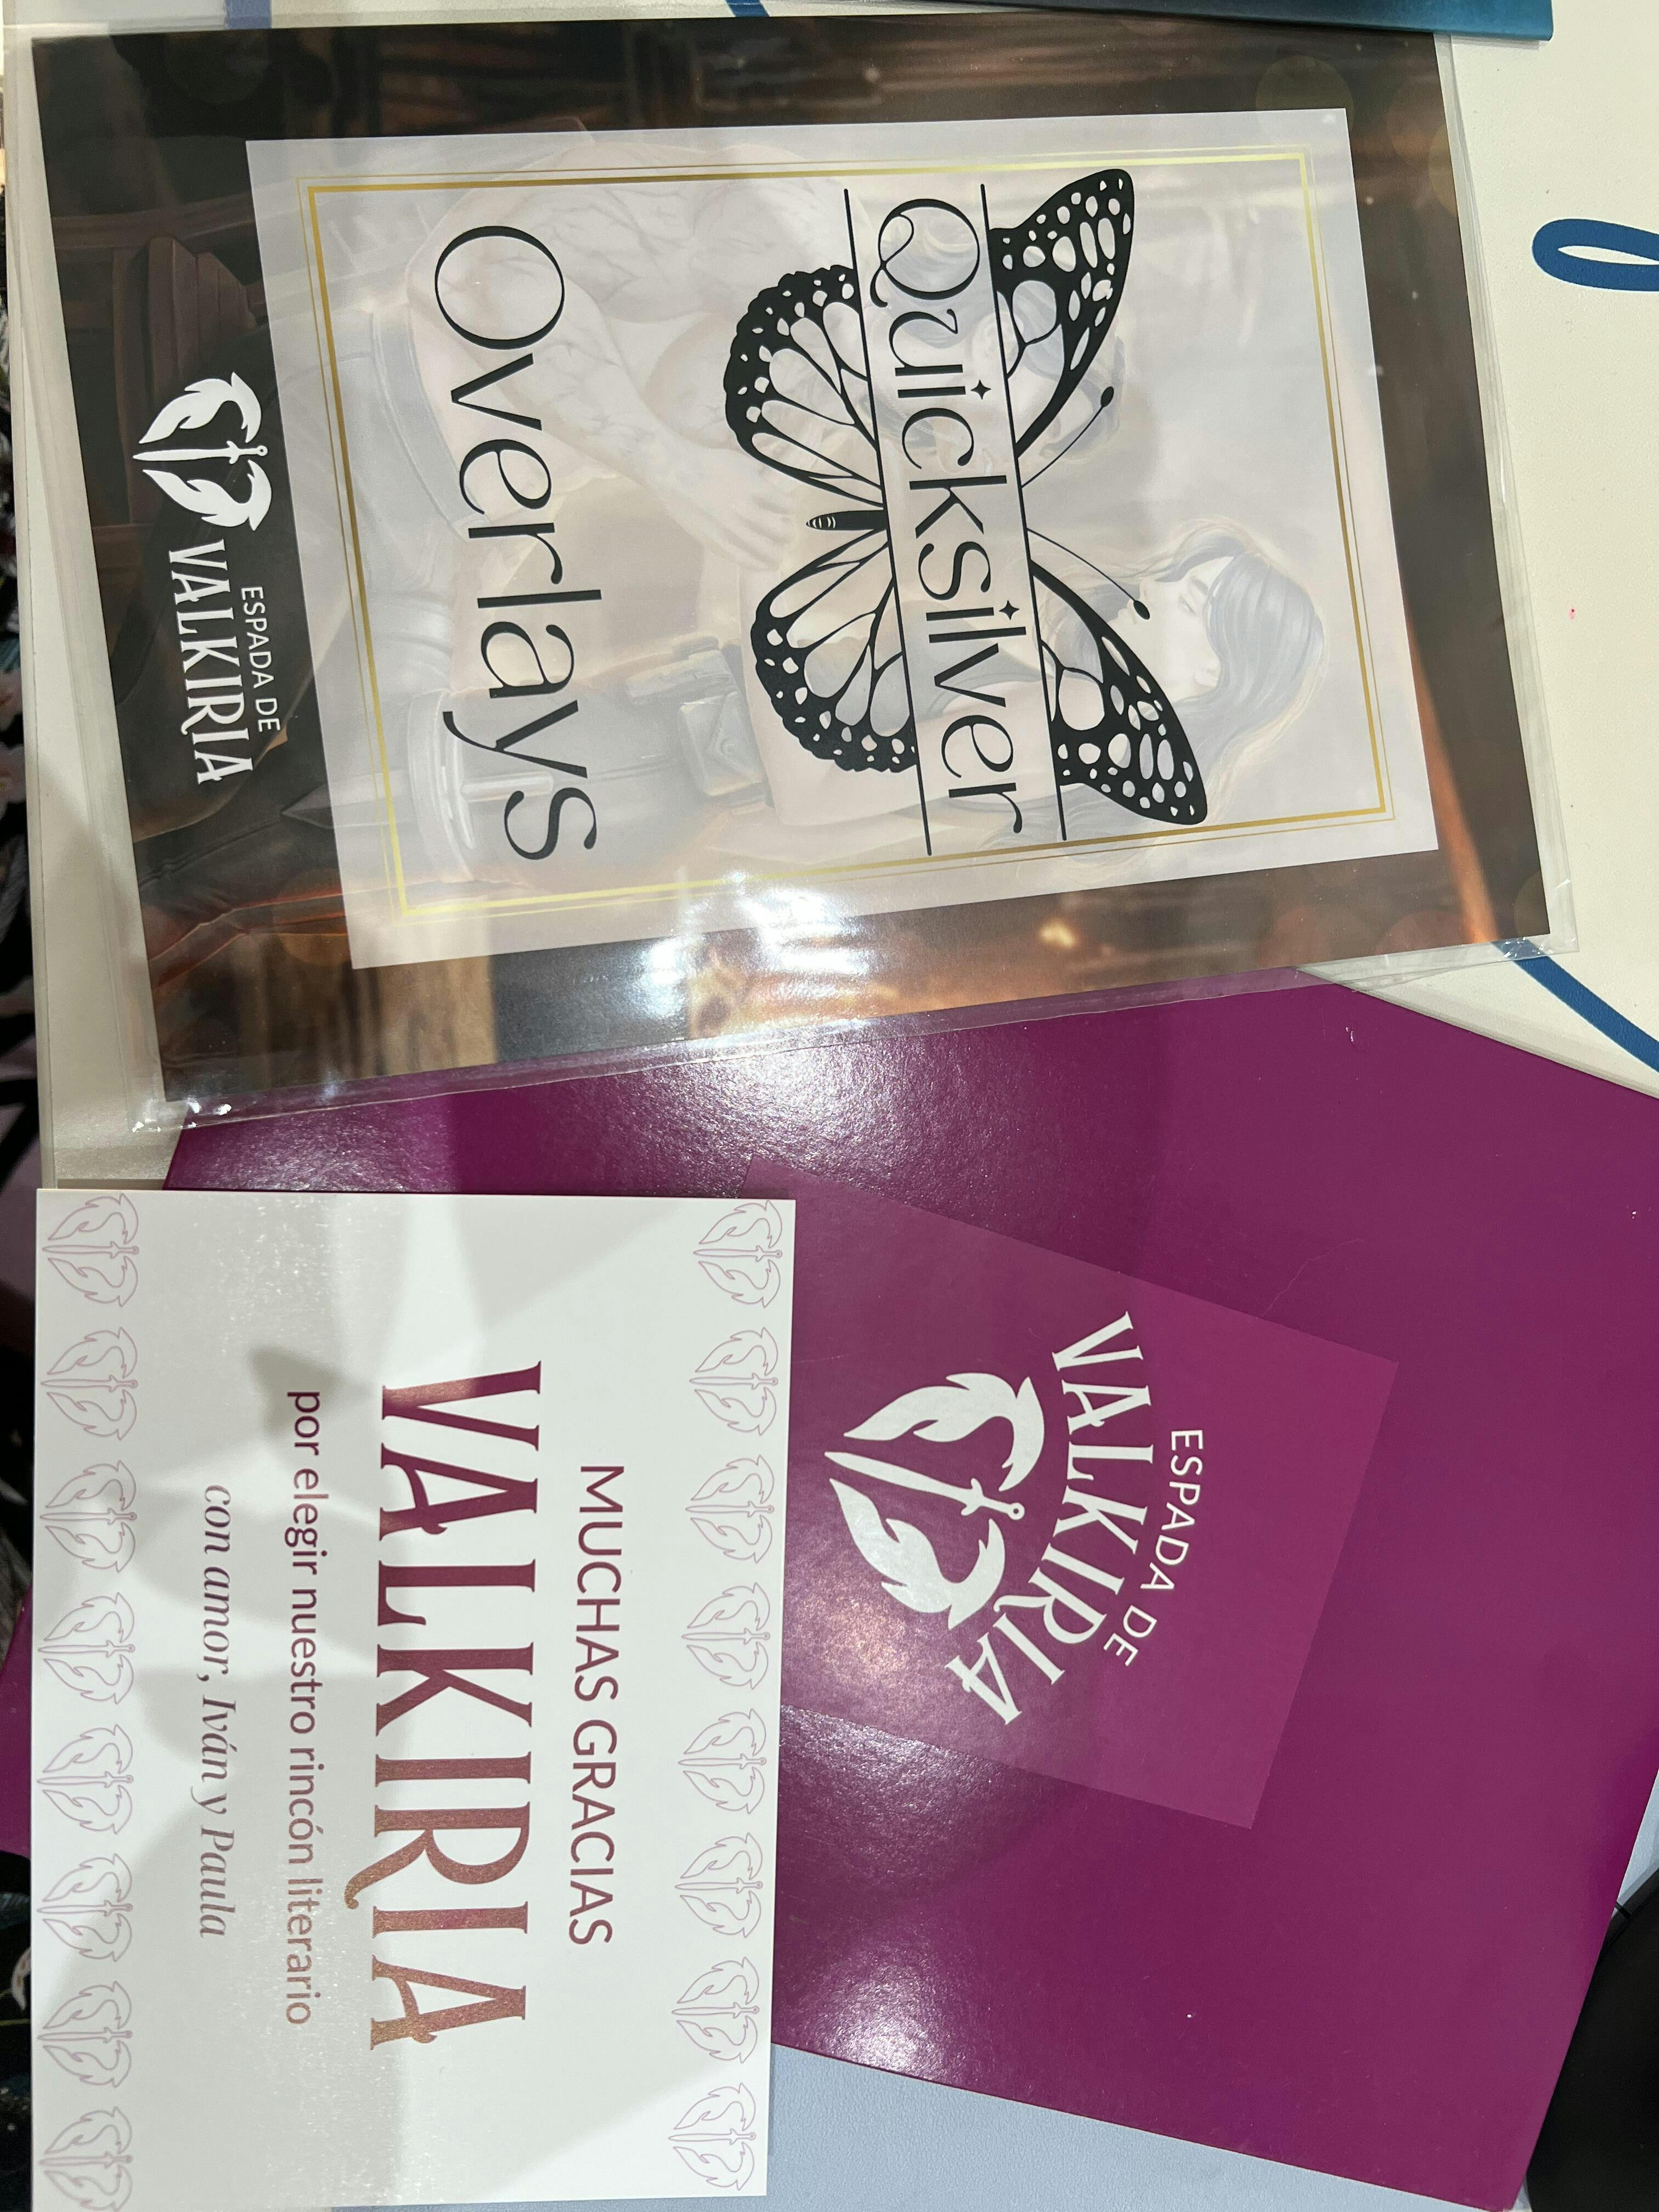 Quicksilver
Overlays
ESPADA DE
VALKIRIA
ESPADA DE
VALKIRIA
MUCHAS GRACIAS
VALKIRIA
por elegir nuestro rincón literario
con amor, Iván y Paula